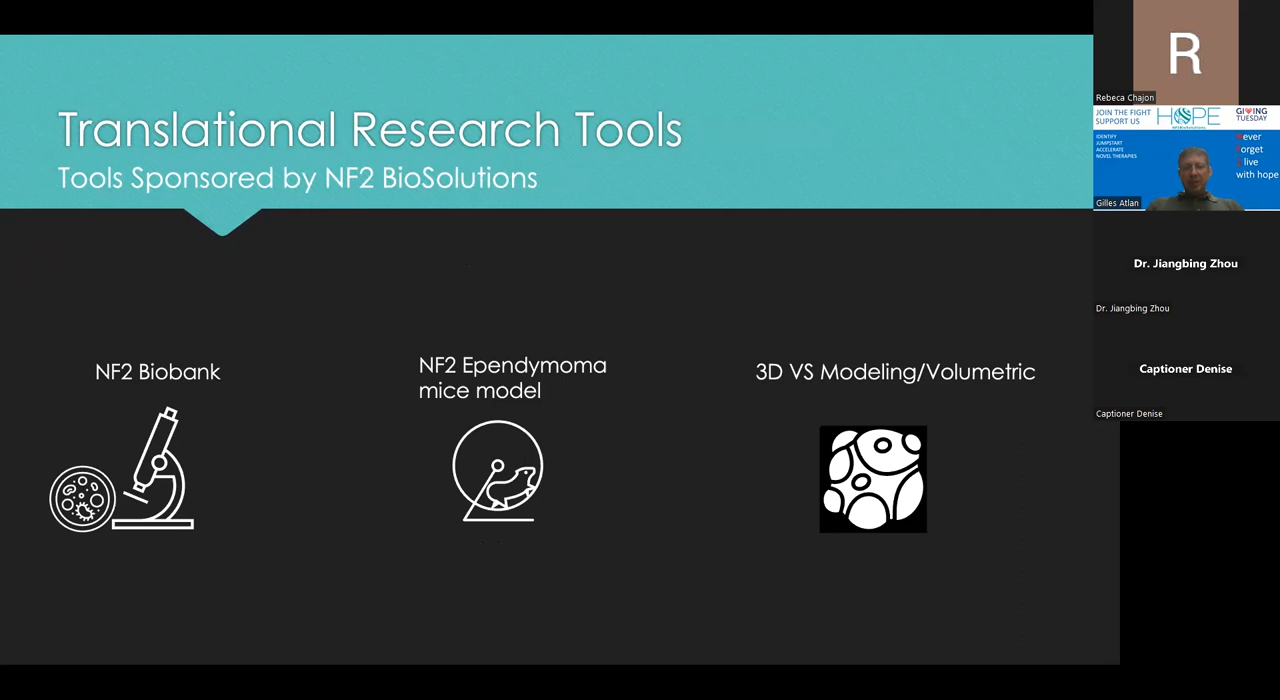 Translational Research Tools
Tools Sponsored by NF2 BioSolutions
NF2 Biobank
NF2 Ependymoma
mice model
3D VS Modeling/Volumetric
R
Rebeca Chajon
JOIN THE FIGHT
SUPPORT US
HOPE
NF2BioSolutions
GIVING
TUESDAY
IDENTIFY
JUMPSTART
ACCELERATE
NOVEL THERAPIES
ever
orget
live
with hope
Gilles Atlan
Dr. Jiangbing Zhou
Dr. Jiangbing Zhou
Captioner Denise
Captioner Denise